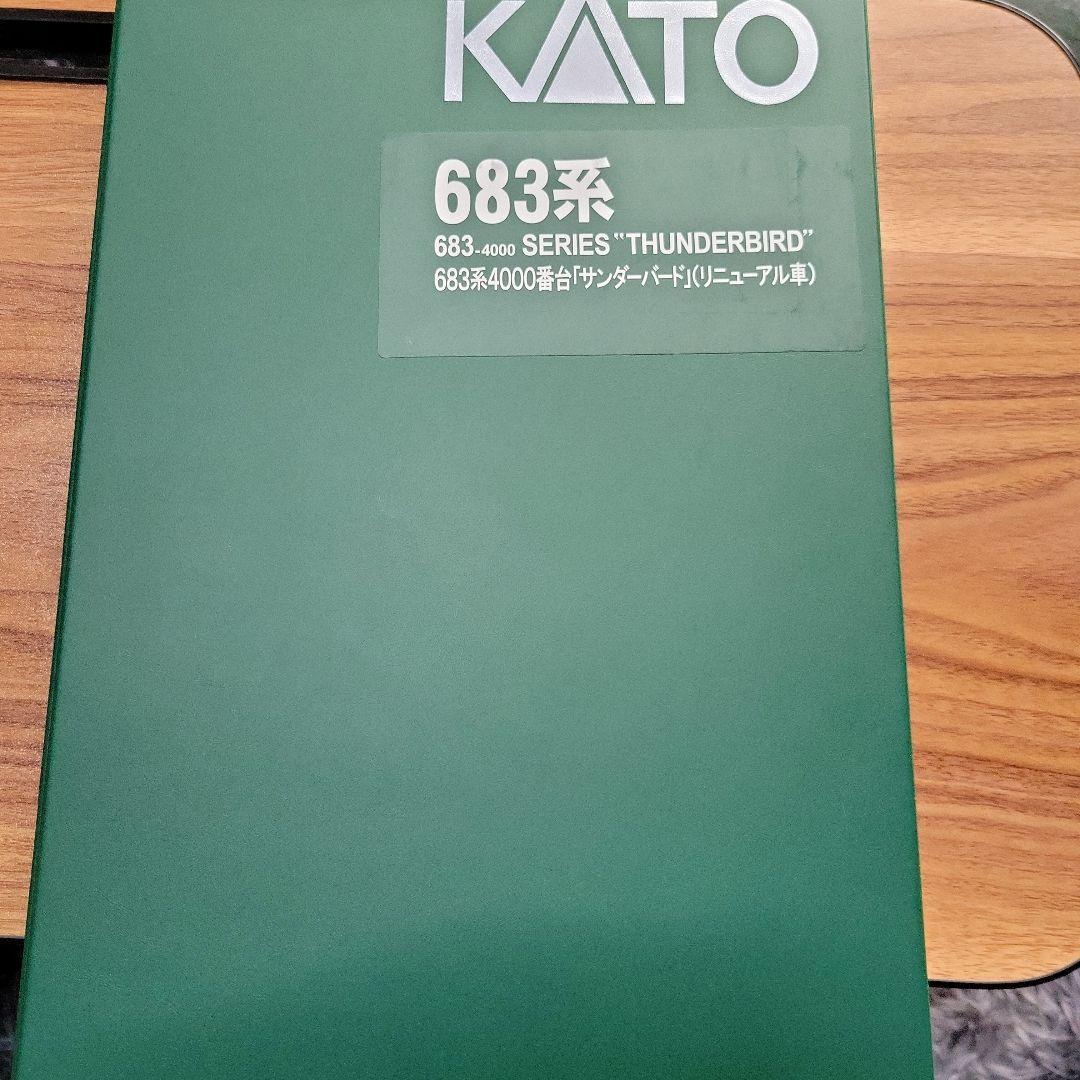 KATO
683系
683-4000 SERIES "THUNDERBIRD"
683系4000番台｢サンダーバード｣(リニューアル車)